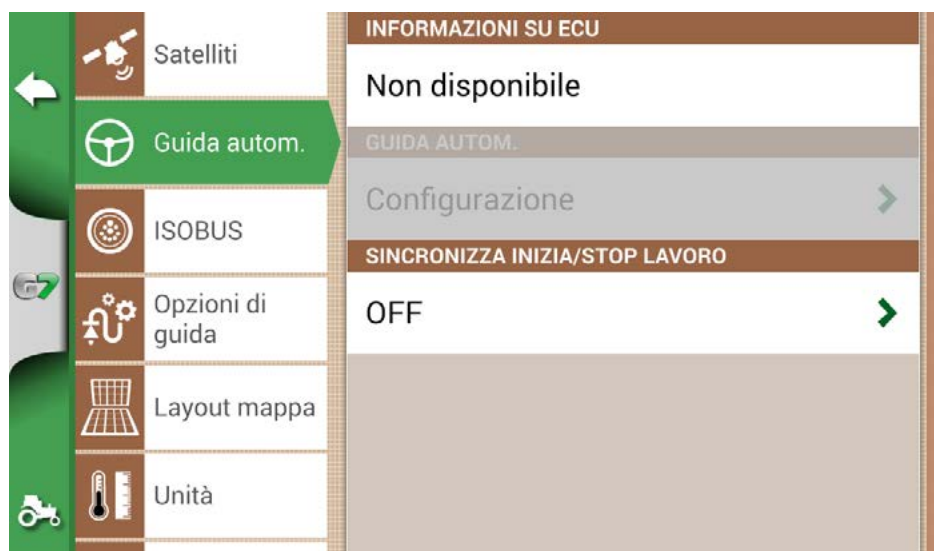 Satelliti
Guida autom.
ISOBUS
Opzioni di
guida
Layout mappa
Unità
G7
INFORMAZIONI SU ECU
Non disponibile
GUIDA AUTOM.
Configurazione
SINCRONIZZA INIZIA/STOP LAVORO
OFF